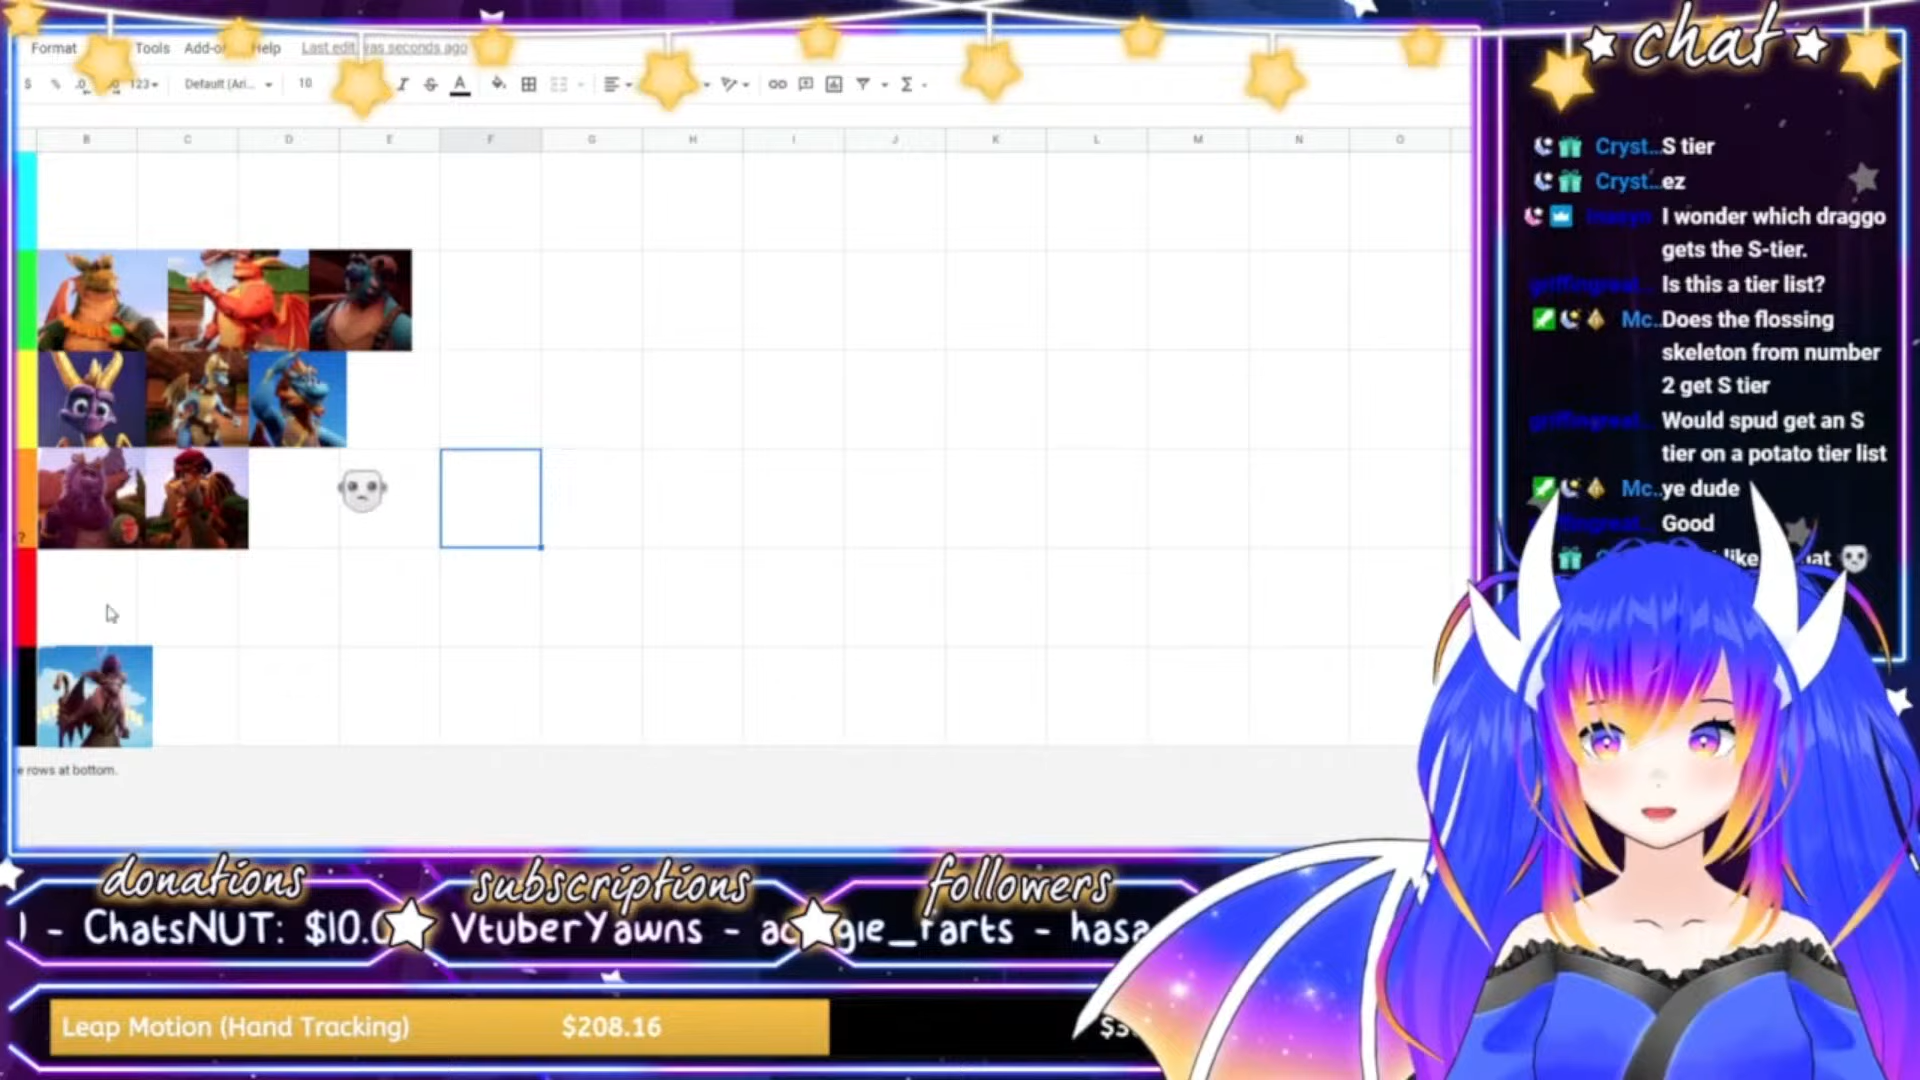 Format Tools Help Last edit was seconds ago
$ % .0 123 Default (Ari... 10
B C D E F G H I J K L M N O
?
e rows at bottom.
chat
Cryst...S tier
Cryst...ez
I wonder which draggo
gets the S-tier.
Is this a tier list?
Mc..Does the flossing
skeleton from number
2 get S tier
Would spud get an S
tier on a potato tier list
Mc..ye dude
Good
like
donations
subscriptions
followers
- ChatsNUT: $10.0
VtuberYawns -
- hasa
Leap Motion (Hand Tracking) $208.16